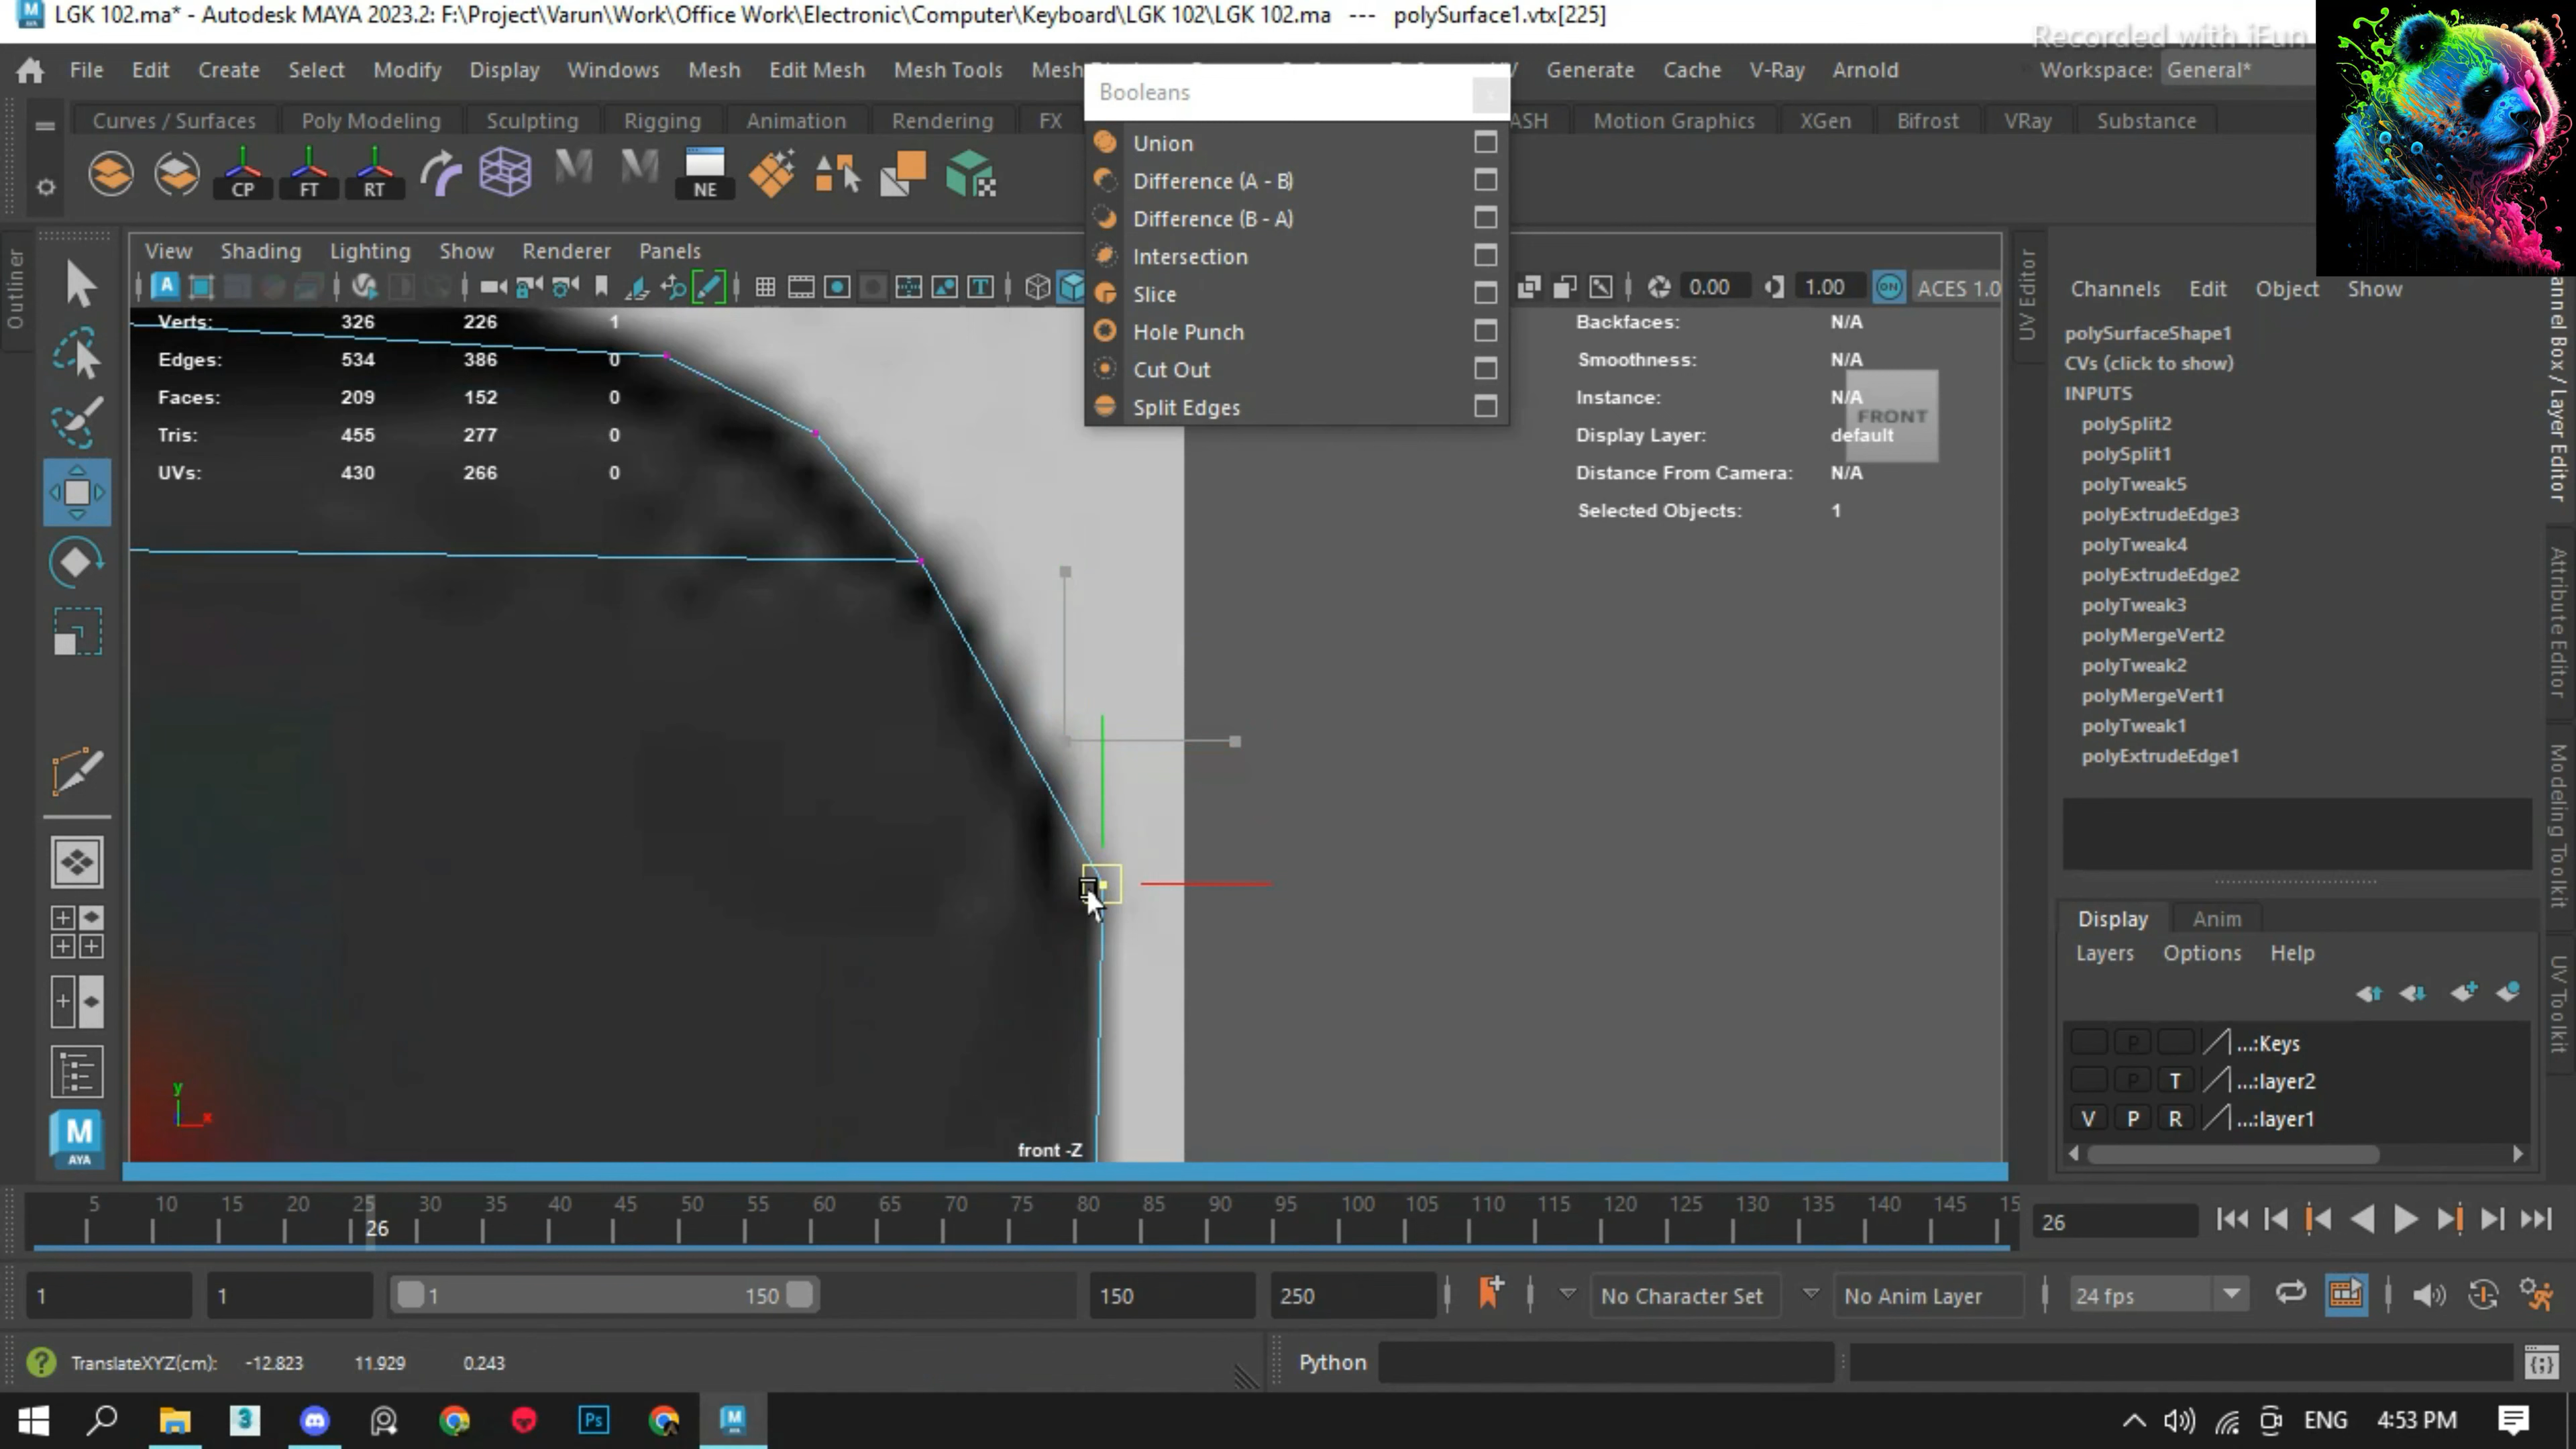 LGK 102.ma* - Autodesk MAYA 2023.2: F:\Project\Varun\Work\Office Work\Electronic\Computer\Keyboard\LGK 102\LGK 102.ma --- polySurface1.vtx[225]
Recorded with iFun
File Edit Create Select Modify Display Windows Mesh Edit Mesh Mesh Tools Generate Cache V-Ray Arnold Workspace: General*
Booleans
Curves / Surfaces Poly Modeling Sculpting Rigging Animation Rendering FX Motion Graphics XGen Bifrost VRay Substance
CP FT RT NE
Union
Difference (A - B)
Difference (B - A)
Intersection
Slice
Hole Punch
Cut Out
Split Edges
Outliner
View Shading Lighting Show Renderer Panels
0.00 1.00 ON ACES 1.0
Verts: 326 226 1
Edges: 534 386 0
Faces: 209 152 0
Tris: 455 277 0
UVs: 430 266 0
Backfaces: N/A
Smoothness: N/A
Instance: N/A
Display Layer: default
Distance From Camera: N/A
Selected Objects: 1
FRONT
UV Editor
Channels Edit Object Show
polySurfaceShape1
CVs (click to show)
INPUTS
polySplit2
polySplit1
polyTweak5
polyExtrudeEdge3
polyTweak4
polyExtrudeEdge2
polyTweak3
polyMergeVert2
polyTweak2
polyMergeVert1
polyTweak1
polyExtrudeEdge1
Attribute Editor
Modeling Toolkit
UV Toolkit
Display Anim
Layers Options Help
P ...:Keys
P T ...:layer2
V P R ...:layer1
y
x
front -Z
M
AYA
5 10 15 20 25 30 35 40 45 50 55 60 65 70 75 80 85 90 95 100 105 110 115 120 125 130 135 140 145 15
26
26
1 1 1 150 150 250 No Character Set No Anim Layer 24 fps
TranslateXYZ(cm): -12.823 11.929 0.243 Python
3 Ps M ENG 4:53 PM